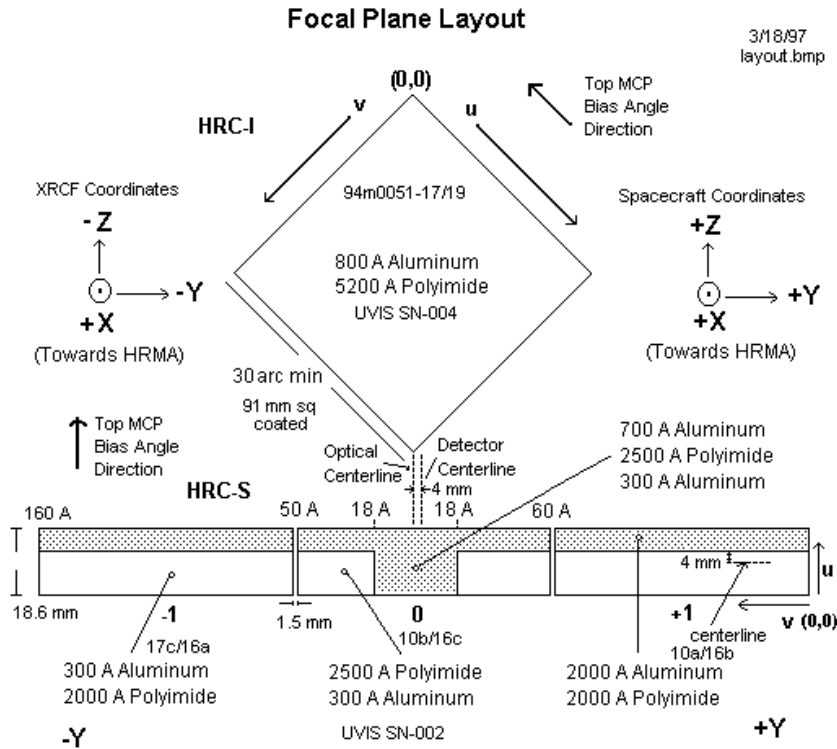 Focal Plane Layout
3/18/97
layout.bmp
(0,0)
Top MCP
Bias Angle
Direction
v
u
HRC-I
XRCF Coordinates
- Z
-Y
+X
(Towards HRMA)
94m0051-17/19
800 A Aluminum
5200 A Polyimide
UVIS SN-004
Spacecraft Coordinates
+Z
+Y
+X
(Towards HRMA)
30 arc min
91 mm sq
coated
Top MCP
Bias Angle
Direction
Optical
Centerline
Detector
Centerline
4 mm
700 A Aluminum
2500 A Polyimide
300 A Aluminum
HRC-S
160 A
50 A
18 A
18 A
60 A
4 mm
u
18.6 mm
-1
1.5 mm
0
+1
v (0,0)
17c/16a
10b/16c
centerline
10a/16b
300 A Aluminum
2000 A Polyimide
2500 A Polyimide
300 A Aluminum
2000 A Aluminum
2000 A Polyimide
-Y
UVIS SN-002
+Y